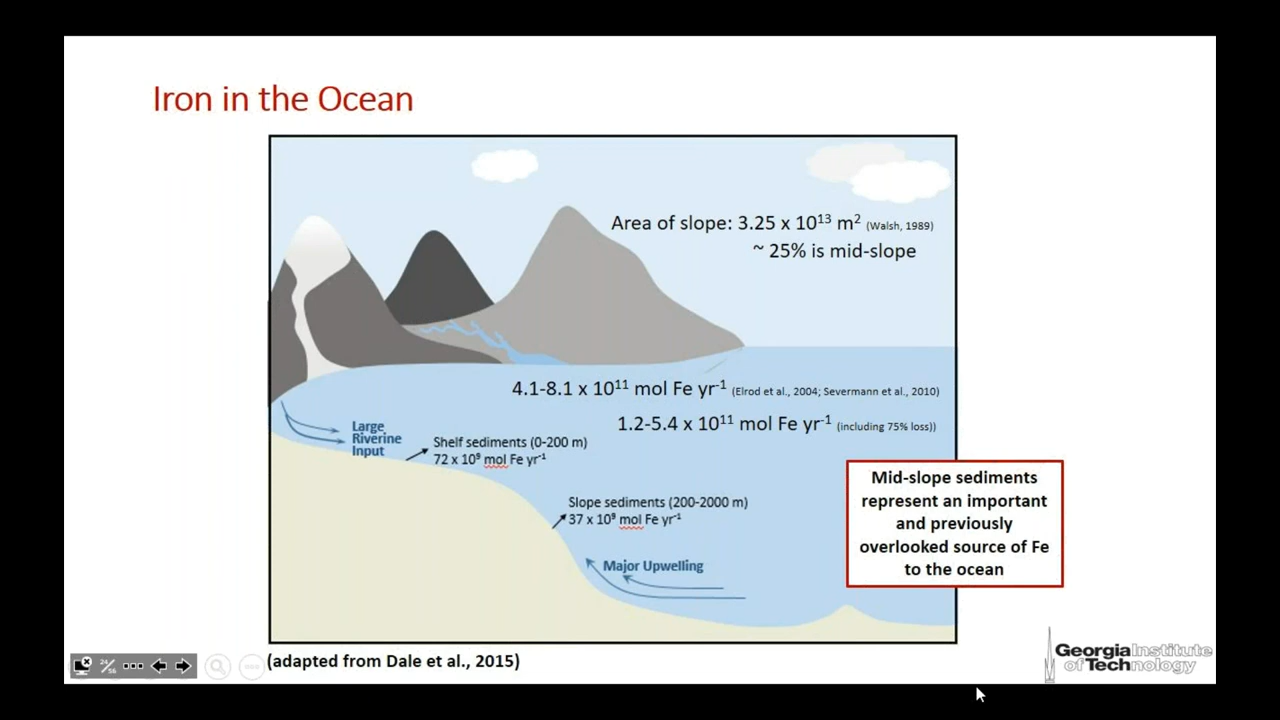 Iron in the Ocean
Area of slope: 3.25 x 10¹³ m² (Walsh, 1989)
~ 25% is mid-slope
4.1-8.1 x 10¹¹ mol Fe yr⁻¹ (Elrod et al., 2004; Severmann et al., 2010)
1.2-5.4 x 10¹¹ mol Fe yr⁻¹ (including 75% loss))
Large
Riverine
Input
Shelf sediments (0-200 m)
72 x 10⁹ mol Fe yr⁻¹
Slope sediments (200-2000 m)
37 x 10⁹ mol Fe yr⁻¹
Major Upwelling
Mid-slope sediments
represent an important
and previously
overlooked source of Fe
to the ocean
(adapted from Dale et al., 2015)
24/56
Georgia Institute
of Technology